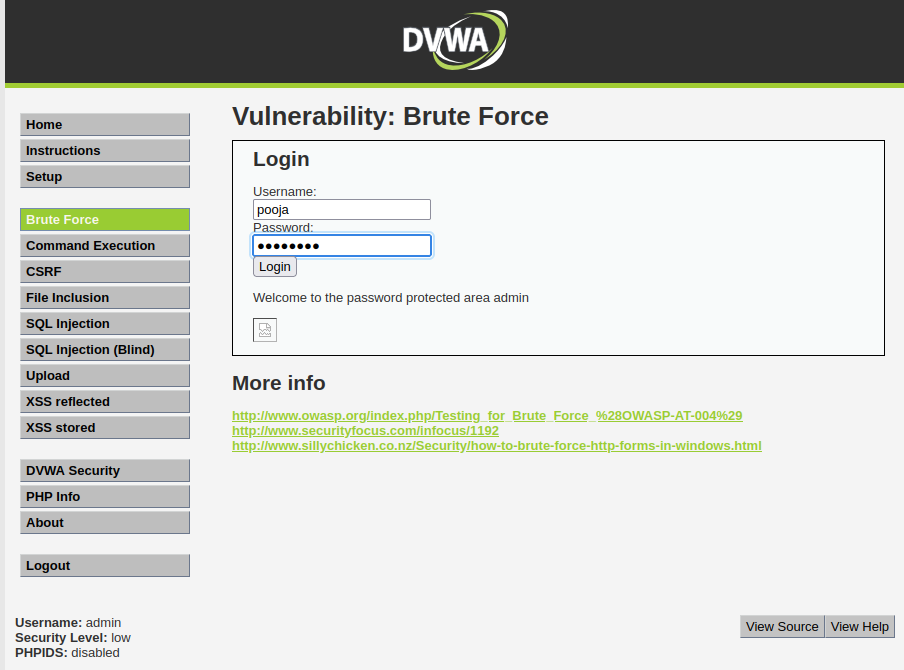 DVWA
Home
Instructions
Setup
Brute Force
Command Execution
CSRF
File Inclusion
SQL Injection
SQL Injection (Blind)
Upload
XSS reflected
XSS stored
DVWA Security
PHP Info
About
Logout
Vulnerability: Brute Force
Login
Username:
pooja
Password:
●●●●●●●●
Login
Welcome to the password protected area admin
More info
http://www.owasp.org/index.php/Testing_for_Brute_Force_%28OWASP-AT-004%29
http://www.securityfocus.com/infocus/1192
http://www.sillychicken.co.nz/Security/how-to-brute-force-http-forms-in-windows.html
Username: admin
Security Level: low
PHPIDS: disabled
View Source View Help